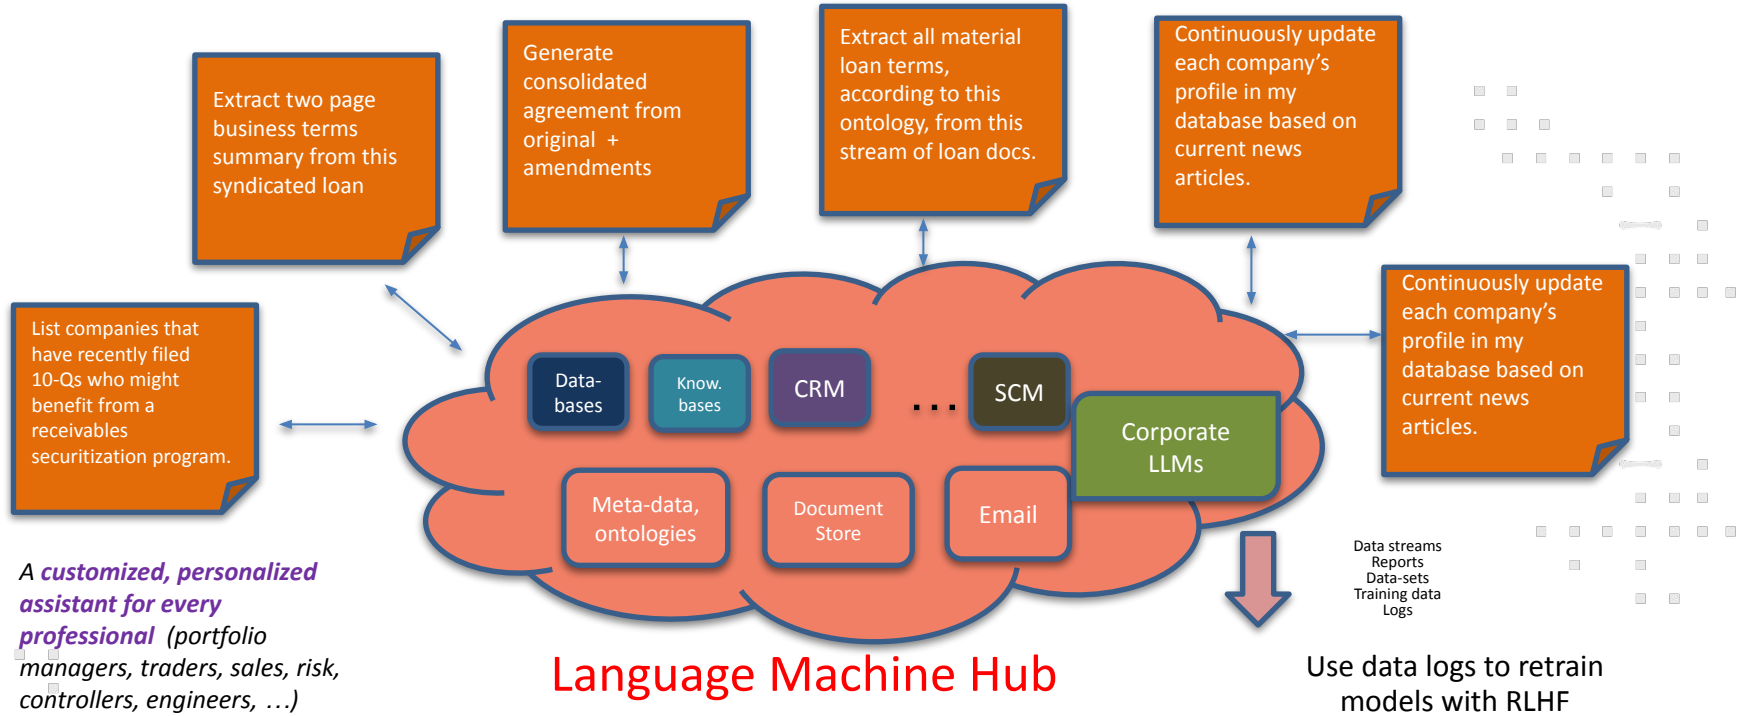 Extract two page
business terms
summary from this
syndicated loan
Generate
consolidated
agreement from
original +
amendments
Extract all material
loan terms,
according to this
ontology, from this
stream of loan docs.
Continuously update
each company's
profile in my
database based on
current news
articles.
List companies that
have recently filed
10-Qs who might
benefit from a
receivables
securitization program.
Continuously update
each company's
profile in my
database based on
current news
articles.
Data-
bases
Know.
bases
CRM
...
SCM
Corporate
LLMs
Meta-data,
ontologies
Document
Store
Email
A customized, personalized
assistant for every
professional (portfolio
managers, traders, sales, risk,
controllers, engineers, …)
Language Machine Hub
Data streams
Reports
Data-sets
Training data
Logs
Use data logs to retrain
models with RLHF